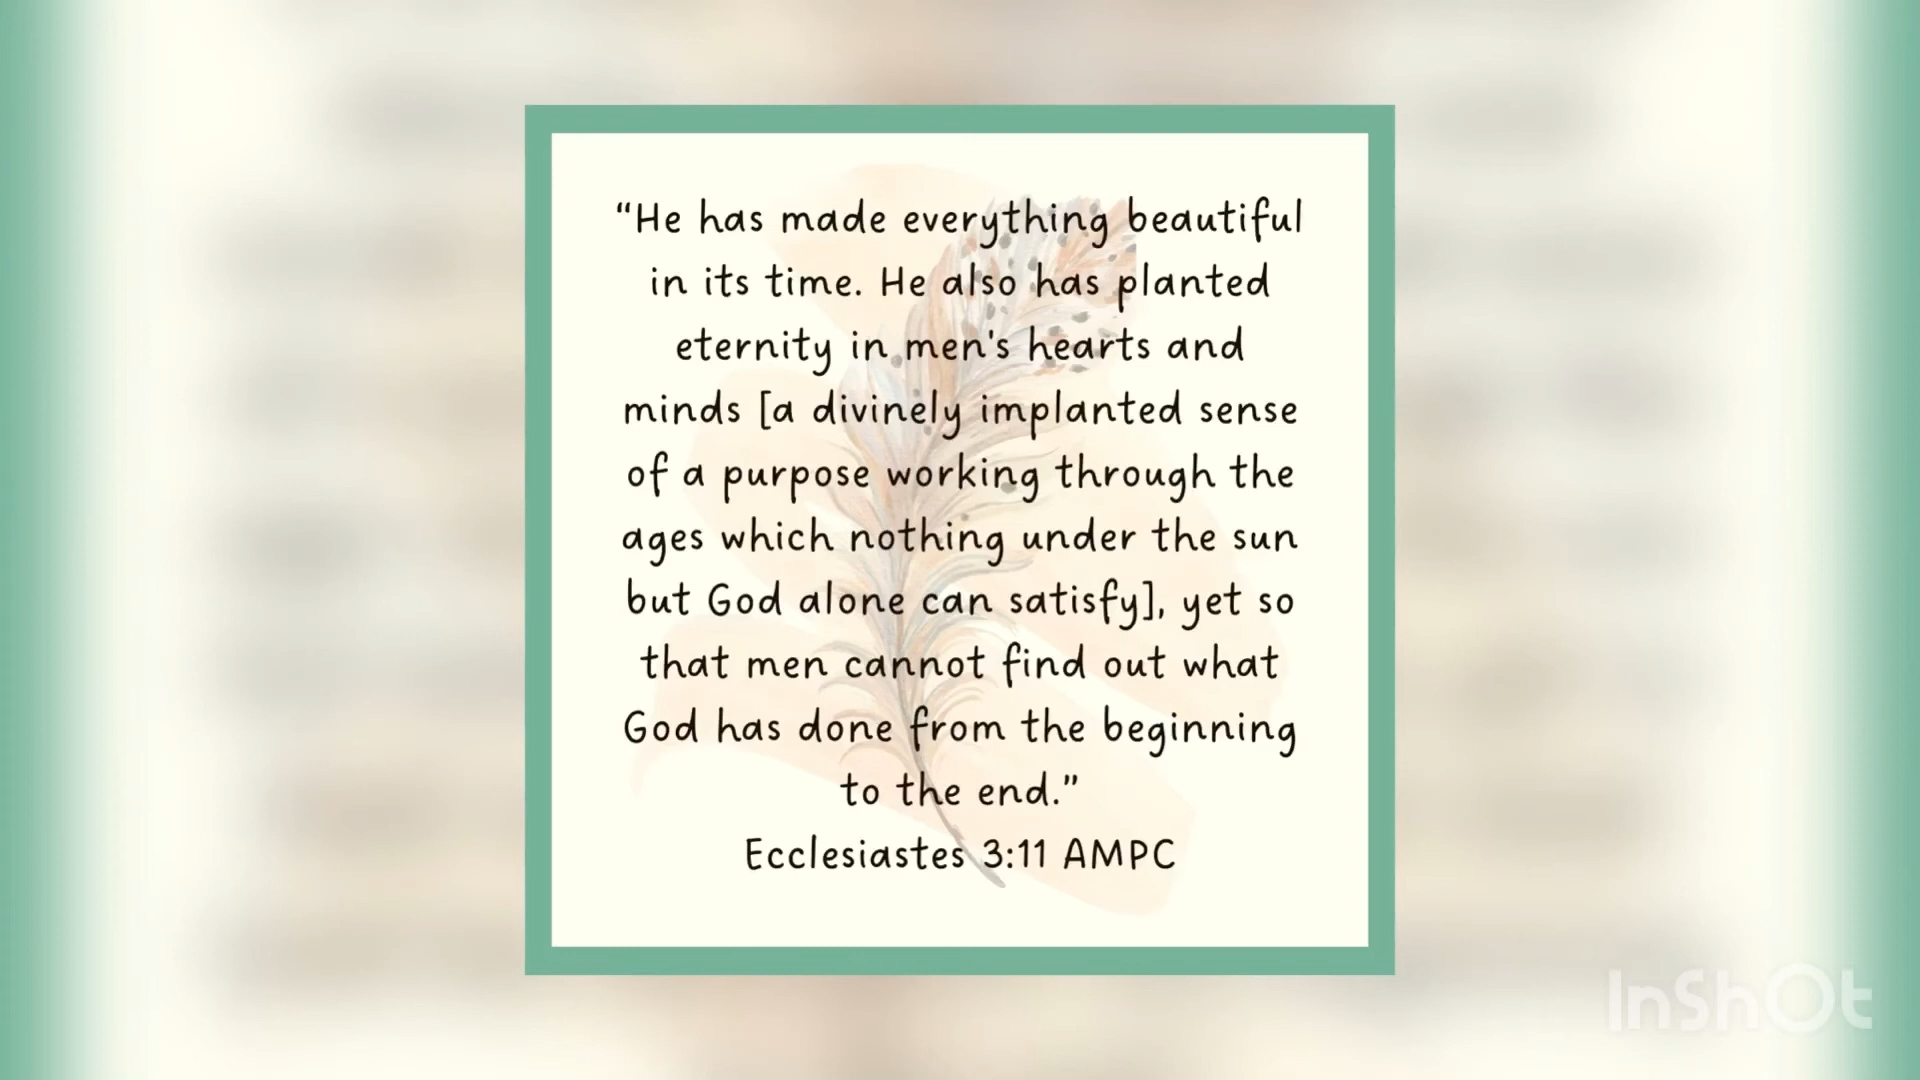 “He has made everything beautiful
in its time. He also has planted
eternity in men's hearts and
minds [a divinely implanted sense
of a purpose working through the
ages which nothing under the sun
but God alone can satisfy], yet so
that men cannot find out what
God has done from the beginning
to the end.”
Ecclesiastes 3:11 AMPC
InShOt